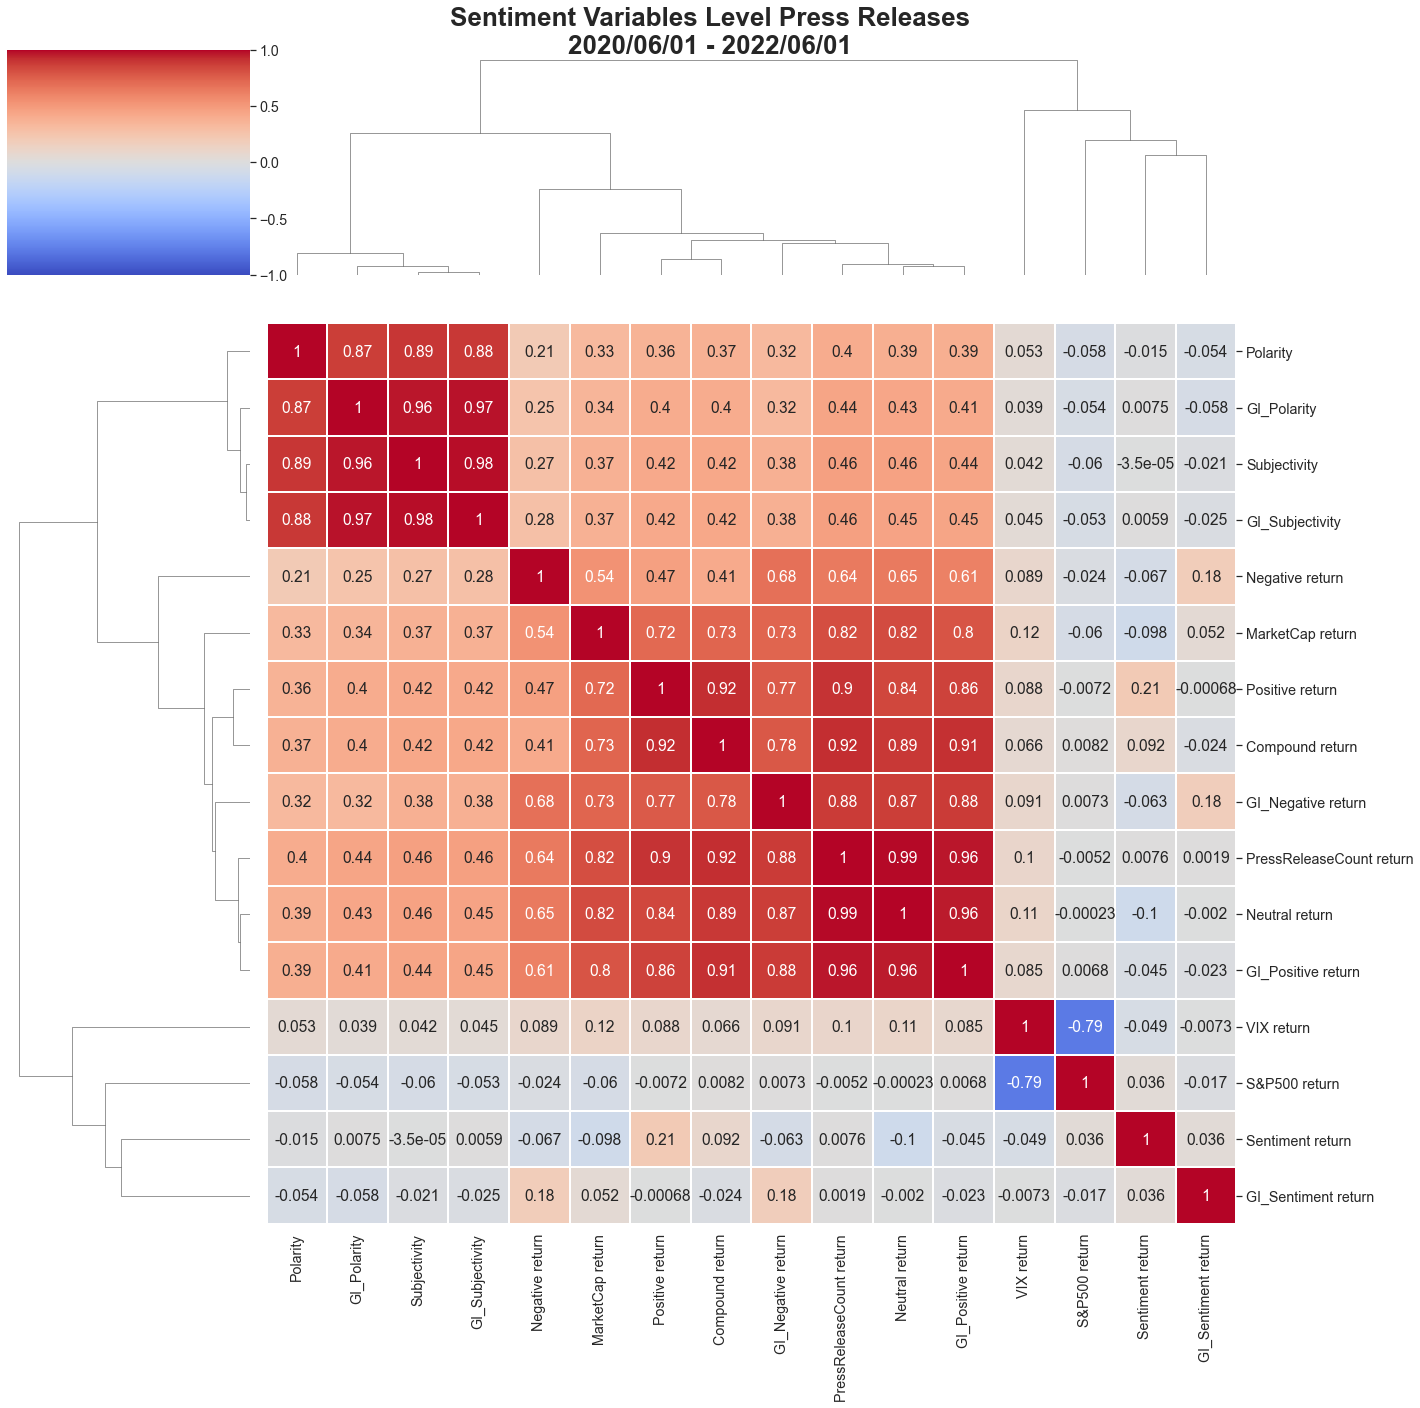 Sentiment Variables Level Press Releases
2020/06/01 - 2022/06/01
1.0
0.5
0.0
−0.5
−1.0
1 0.87 0.89 0.88 0.21 0.33 0.36 0.37 0.32 0.4 0.39 0.39 0.053 -0.058 -0.015 -0.054 Polarity
0.87 1 0.96 0.97 0.25 0.34 0.4 0.4 0.32 0.44 0.43 0.41 0.039 -0.054 0.0075 -0.058 GI_Polarity
0.89 0.96 1 0.98 0.27 0.37 0.42 0.42 0.38 0.46 0.46 0.44 0.042 -0.06 -3.5e-05 -0.021 Subjectivity
0.88 0.97 0.98 1 0.28 0.37 0.42 0.42 0.38 0.46 0.45 0.45 0.045 -0.053 0.0059 -0.025 GI_Subjectivity
0.21 0.25 0.27 0.28 1 0.54 0.47 0.41 0.68 0.64 0.65 0.61 0.089 -0.024 -0.067 0.18 Negative return
0.33 0.34 0.37 0.37 0.54 1 0.72 0.73 0.73 0.82 0.82 0.8 0.12 -0.06 -0.098 0.052 MarketCap return
0.36 0.4 0.42 0.42 0.47 0.72 1 0.92 0.77 0.9 0.84 0.86 0.088 -0.0072 0.21 -0.00068 Positive return
0.37 0.4 0.42 0.42 0.41 0.73 0.92 1 0.78 0.92 0.89 0.91 0.066 0.0082 0.092 -0.024 Compound return
0.32 0.32 0.38 0.38 0.68 0.73 0.77 0.78 1 0.88 0.87 0.88 0.091 0.0073 -0.063 0.18 GI_Negative return
0.4 0.44 0.46 0.46 0.64 0.82 0.9 0.92 0.88 1 0.99 0.96 0.1 -0.0052 0.0076 0.0019 PressReleaseCount return
0.39 0.43 0.46 0.45 0.65 0.82 0.84 0.89 0.87 0.99 1 0.96 0.11 -0.00023 -0.1 -0.002 Neutral return
0.39 0.41 0.44 0.45 0.61 0.8 0.86 0.91 0.88 0.96 0.96 1 0.085 0.0068 -0.045 -0.023 GI_Positive return
0.053 0.039 0.042 0.045 0.089 0.12 0.088 0.066 0.091 0.1 0.11 0.085 1 -0.79 -0.049 -0.0073 VIX return
-0.058 -0.054 -0.06 -0.053 -0.024 -0.06 -0.0072 0.0082 0.0073 -0.0052 -0.00023 0.0068 -0.79 1 0.036 -0.017 S&P500 return
-0.015 0.0075 -3.5e-05 0.0059 -0.067 -0.098 0.21 0.092 -0.063 0.0076 -0.1 -0.045 -0.049 0.036 1 0.036 Sentiment return
-0.054 -0.058 -0.021 -0.025 0.18 0.052 -0.00068 -0.024 0.18 0.0019 -0.002 -0.023 -0.0073 -0.017 0.036 1 GI_Sentiment return
Polarity
GI_Polarity
Subjectivity
GI_Subjectivity
Negative return
MarketCap return
Positive return
Compound return
GI_Negative return
PressReleaseCount return
Neutral return
GI_Positive return
VIX return
S&P500 return
Sentiment return
GI_Sentiment return